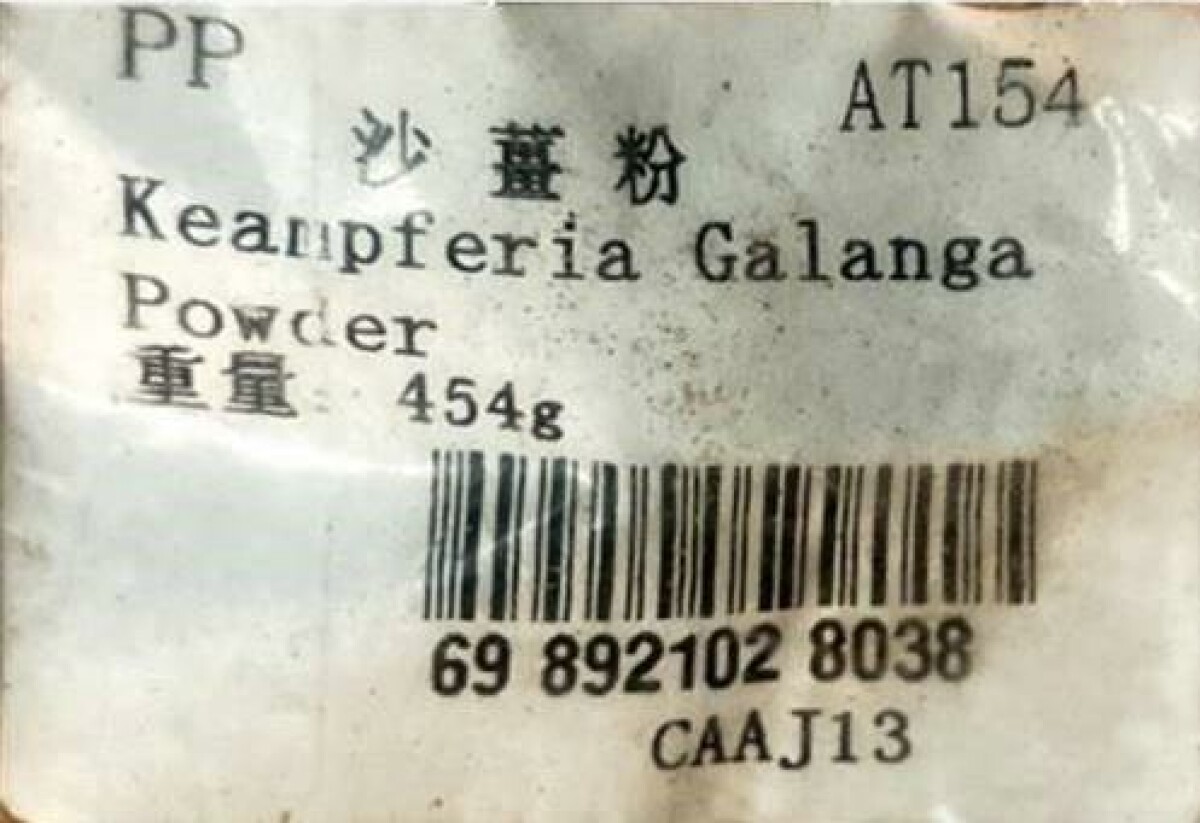 PP
AT154
沙薑粉
Keampferia Galanga
Powder
重量: 454g
69 892102 8038
CAAJ13